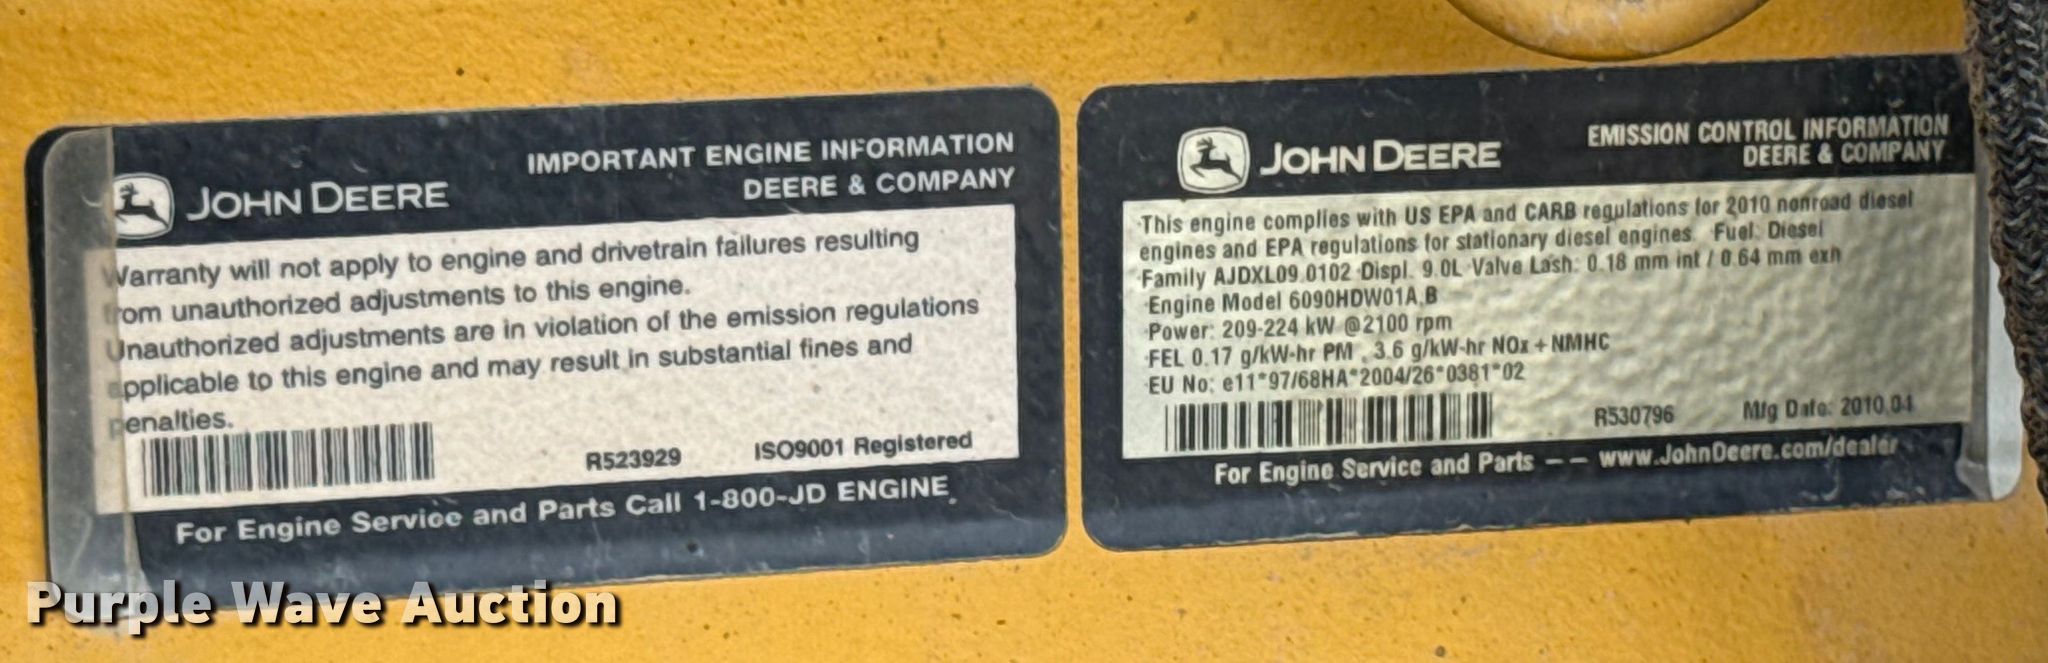 JOHN DEERE
IMPORTANT ENGINE INFORMATION
DEERE & COMPANY
Warranty will not apply to engine and drivetrain failures resulting
from unauthorized adjustments to this engine.
Unauthorized adjustments are in violation of the emission regulations
applicable to this engine and may result in substantial fines and
penalties.
R523929 ISO9001 Registered
For Engine Service and Parts Call 1-800-JD ENGINE.
JOHN DEERE
EMISSION CONTROL INFORMATION
DEERE & COMPANY
This engine complies with US EPA and CARB regulations for 2010 nonroad diesel
engines and EPA regulations for stationary diesel engines. Fuel: Diesel
Family AJDXL09.0102 Displ. 9.0L Valve Lash: 0.18 mm int / 0.64 mm exh
Engine Model 6090HDW01A,B
Power: 209-224 kW @2100 rpm
FEL 0.17 g/kW-hr PM , 3.6 g/kW-hr NOx + NMHC
EU No: e11*97/68HA*2004/26*0381*02
R530796 Mfg Date: 2010.04
For Engine Service and Parts -- www.JohnDeere.com/dealer
Purple Wave Auction